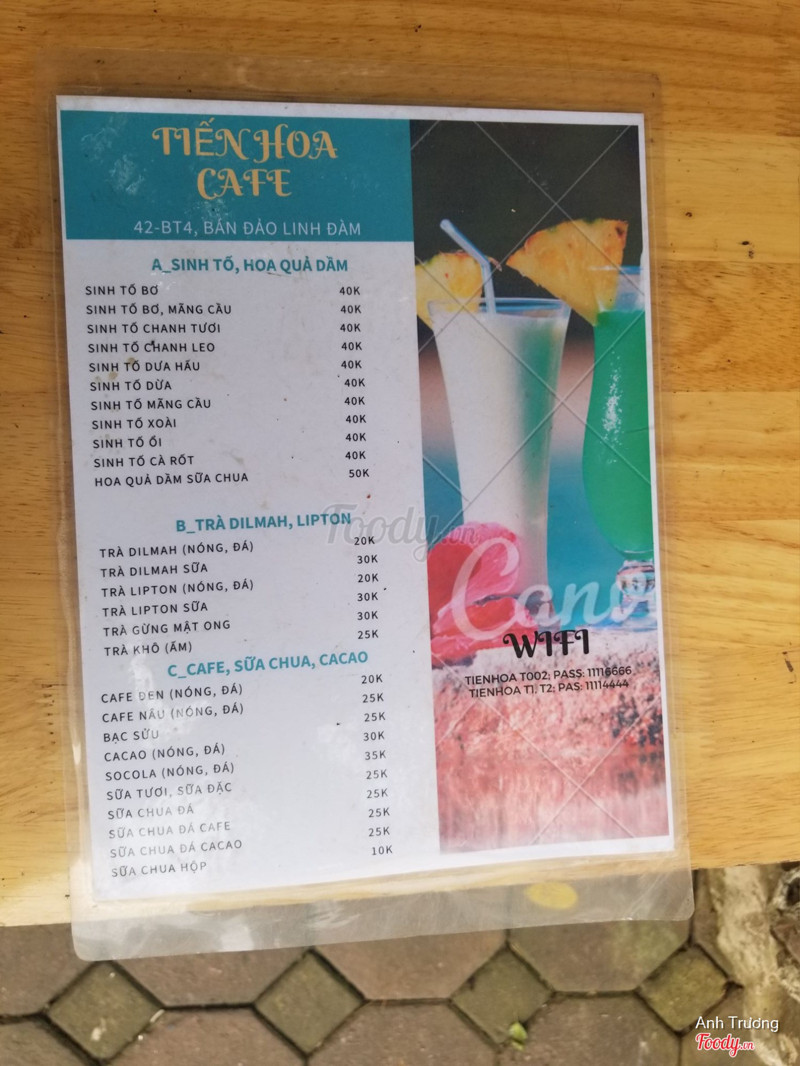 TIẾN HOA
CAFE
42-BT4, BÁN ĐẢO LINH ĐÀM
A_SINH TỐ, HOA QUẢ DẦM
SINH TỐ BƠ 40K
SINH TỐ BƠ, MÃNG CẦU 40K
SINH TỐ CHANH TƯƠI 40K
SINH TỐ CHANH LEO 40K
SINH TỐ DƯA HẤU 40K
SINH TỐ DỪA 40K
SINH TỐ MÃNG CẦU 40K
SINH TỐ XOÀI 40K
SINH TỐ ỔI 40K
SINH TỐ CÀ RỐT 40K
HOA QUẢ DẦM SỮA CHUA 50K
B_TRÀ DILMAH, LIPTON
TRÀ DILMAH (NÓNG, ĐÁ) 20K
TRÀ DILMAH SỮA 30K
TRÀ LIPTON (NÓNG, ĐÁ) 20K
TRÀ LIPTON SỮA 30K
TRÀ GỪNG MẬT ONG 30K
TRÀ KHÔ (ẤM) 25K
C_CAFE, SỮA CHUA, CACAO
CAFE ĐEN (NÓNG, ĐÁ) 20K
CAFE NÂU (NÓNG, ĐÁ) 25K
BẠC SỬU 25K
CACAO (NÓNG, ĐÁ) 30K
SOCOLA (NÓNG, ĐÁ) 35K
SỮA TƯƠI, SỮA ĐẶC 25K
SỮA CHUA ĐÁ 25K
SỮA CHUA ĐÁ CAFE 25K
SỮA CHUA ĐÁ CACAO 25K
SỮA CHUA HỘP 10K
Canva
WIFI
TIENHOA T002; PASS: 11116666
TIENHOA T1, T2; PAS: 11114444
Foody.vn
Anh Trương
Foody.vn